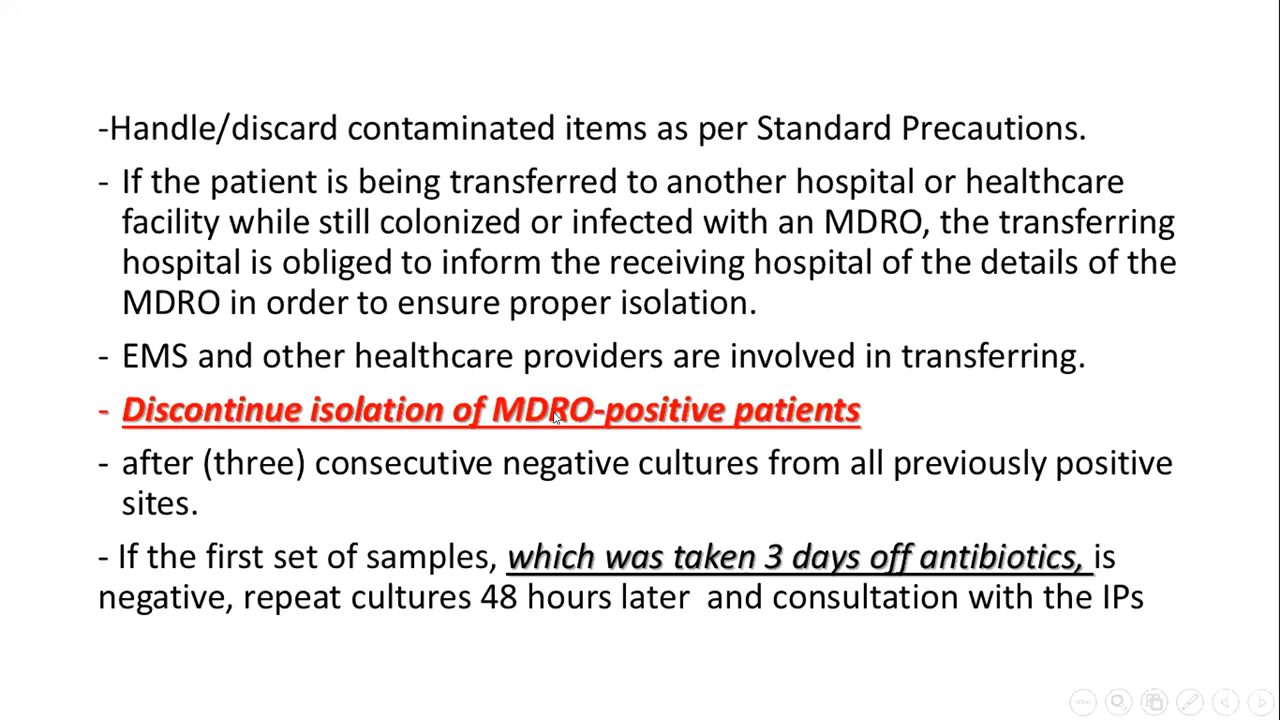 -Handle/discard contaminated items as per Standard Precautions.
- If the patient is being transferred to another hospital or healthcare
facility while still colonized or infected with an MDRO, the transferring
hospital is obliged to inform the receiving hospital of the details of the
MDRO in order to ensure proper isolation.
- EMS and other healthcare providers are involved in transferring.
- Discontinue isolation of MDRO-positive patients
- after (three) consecutive negative cultures from all previously positive
sites.
- If the first set of samples, which was taken 3 days off antibiotics, is
negative, repeat cultures 48 hours later  and consultation with the IPs